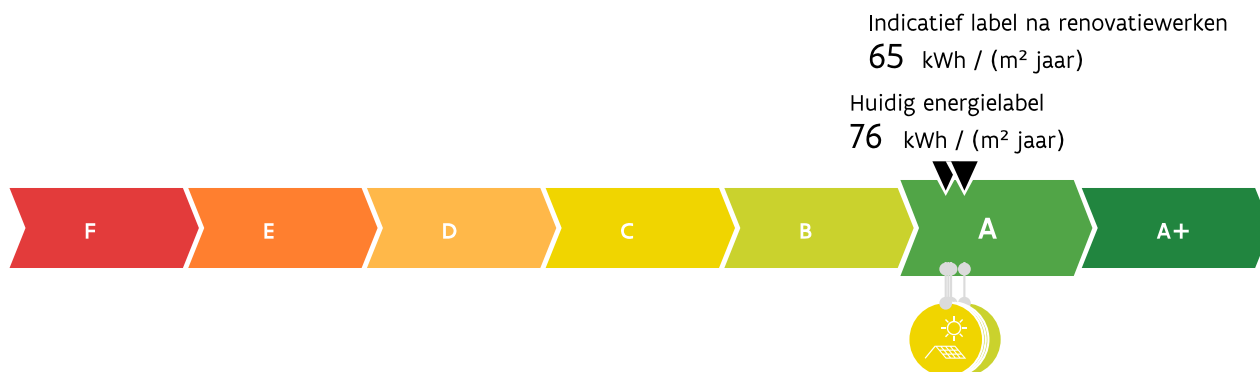 Indicatief label na renovatiewerken
65 kWh / (m² jaar)
Huidig energielabel
76 kWh / (m² jaar)
F E D C B A A+